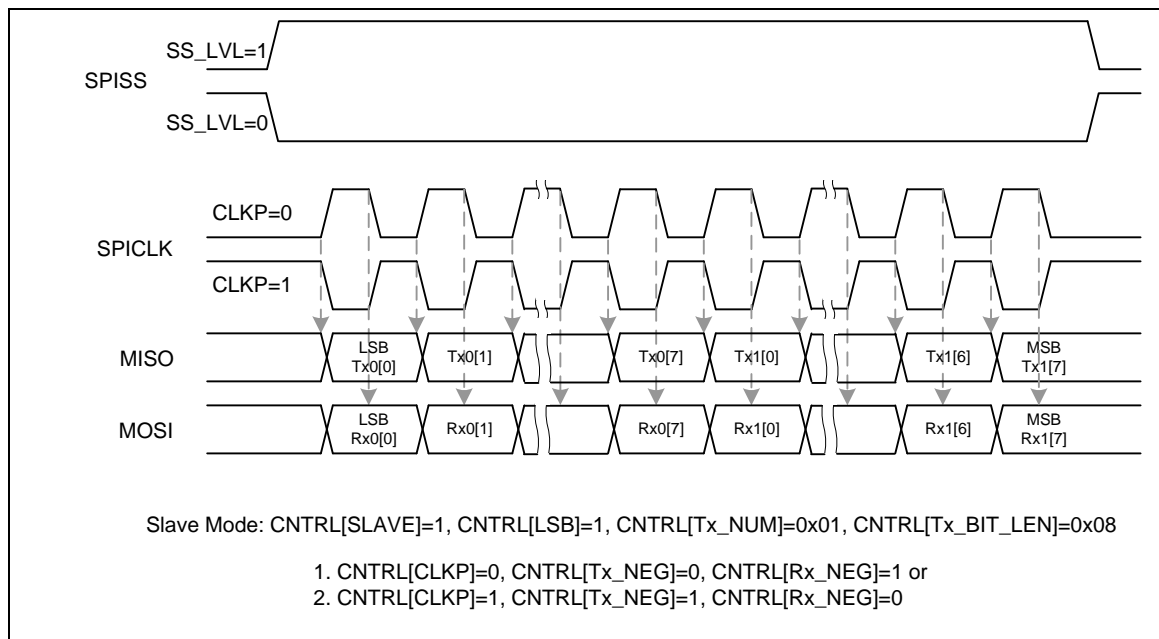 SS_LVL=1
SPISS
SS_LVL=0
CLKP=0
SPICLK
CLKP=1
MISO
LSB
Tx0[0]
Tx0[1]
Tx0[7]
Tx1[0]
Tx1[6]
MSB
Tx1[7]
MOSI
LSB
Rx0[0]
Rx0[1]
Rx0[7]
Rx1[0]
Rx1[6]
MSB
Rx1[7]
Slave Mode: CNTRL[SLAVE]=1, CNTRL[LSB]=1, CNTRL[Tx_NUM]=0x01, CNTRL[Tx_BIT_LEN]=0x08
1. CNTRL[CLKP]=0, CNTRL[Tx_NEG]=0, CNTRL[Rx_NEG]=1 or
2. CNTRL[CLKP]=1, CNTRL[Tx_NEG]=1, CNTRL[Rx_NEG]=0